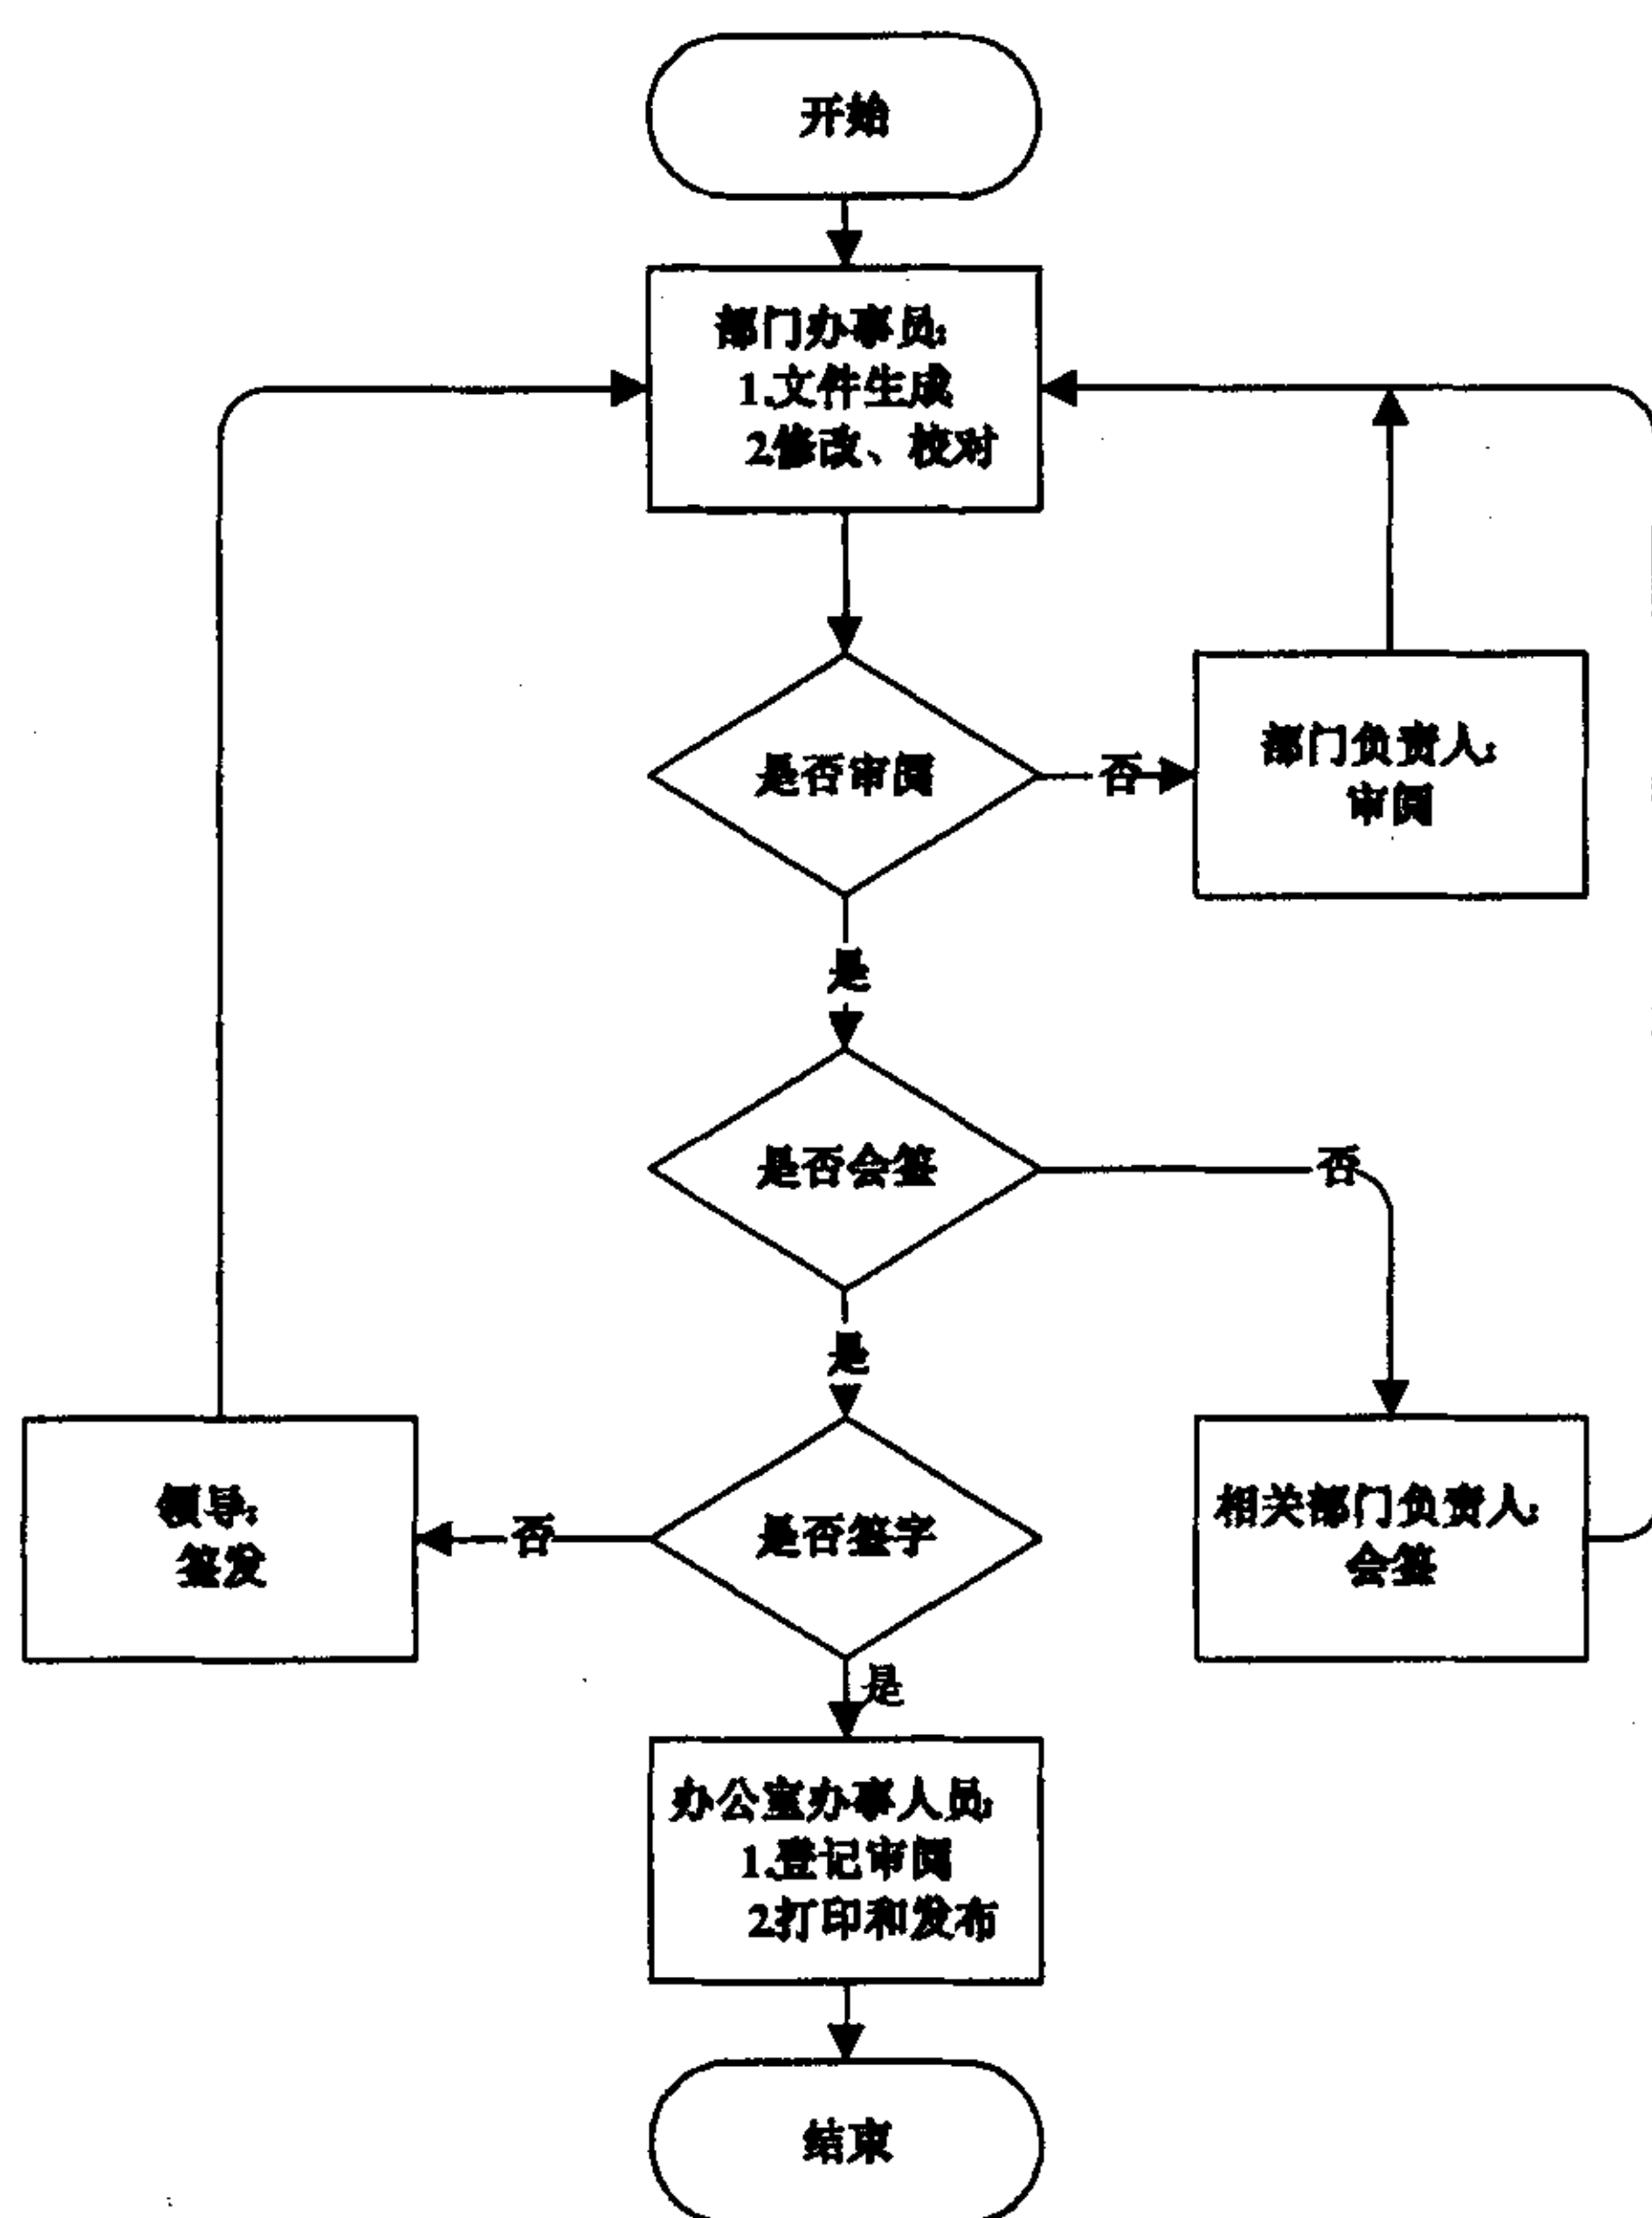 开始
部门办事员:
1.文件生成
2.修改、校对
是否审阅
否
部门负责人:
审阅
是
是否会签
否
是
领导:
签发
否
是否签字
相关部门负责人:
会签
是
办公室办事人员:
1.登记审阅
2.打印和发布
结束